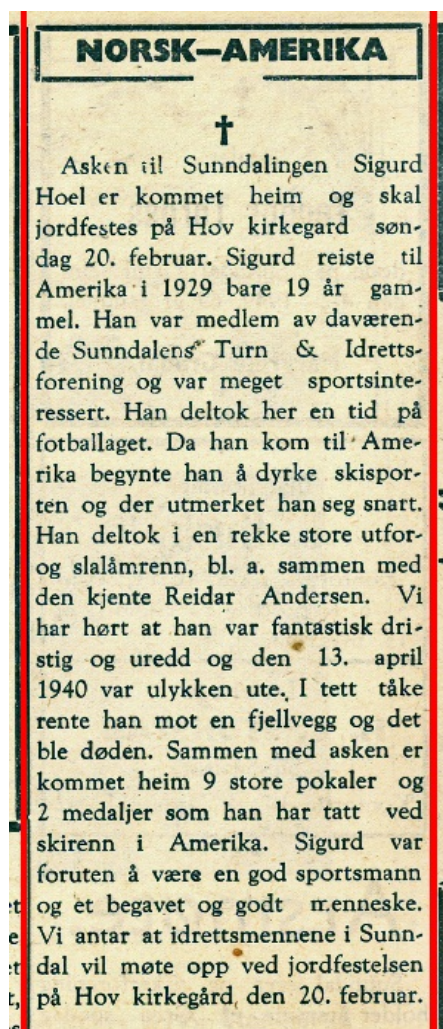 NORSK—AMERIKA
†
Asken til Sunndalingen Sigurd
Hoel er kommet heim og skal
jordfestes på Hov kirkegard søn-
dag 20. februar. Sigurd reiste til
Amerika i 1929 bare 19 år gam-
mel. Han var medlem av daværen-
de Sunndalens Turn & Idretts-
forening og var meget sportsinte-
ressert. Han deltok her en tid på
fotballaget. Da han kom til Ame-
rika begynte han å dyrke skispor-
ten og der utmerket han seg snart.
Han deltok i en rekke store utfor-
og slalåmrenn, bl. a. sammen med
den kjente Reidar Andersen. Vi
har hørt at han var fantastisk dri-
stig og uredd og den 13. april
1940 var ulykken ute. I tett tåke
rente han mot en fjellvegg og det
ble døden. Sammen med asken er
kommet heim 9 store pokaler og
2 medaljer som han har tatt ved
skirenn i Amerika. Sigurd var
foruten å være en god sportsmann
og et begavet og godt menneske.
Vi antar at idrettsmennene i Sunn-
dal vil møte opp ved jordfestelsen
på Hov kirkegård den 20. februar.